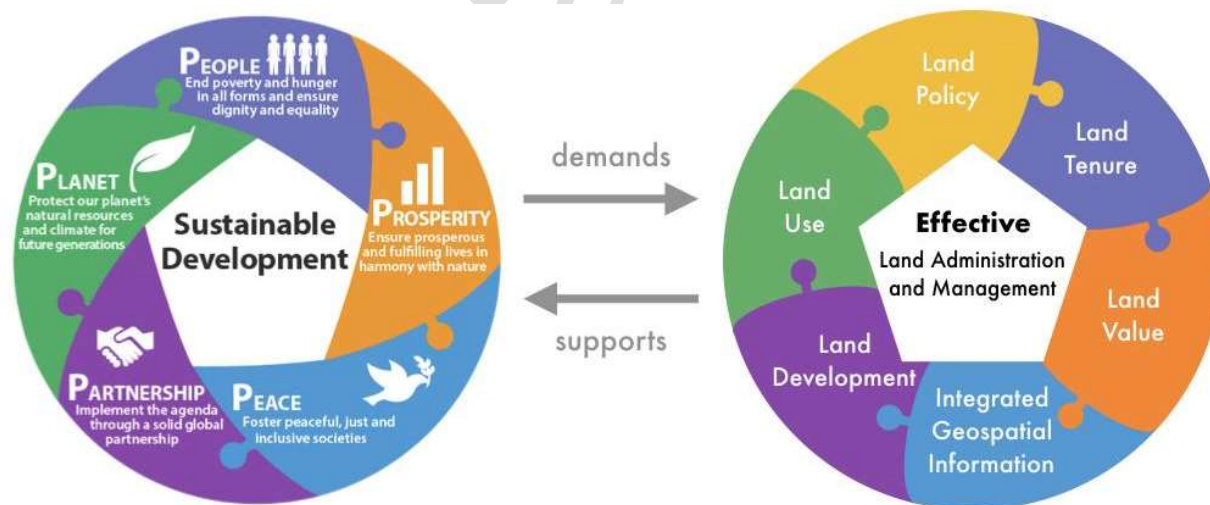 PEOPLE
End poverty and hunger
in all forms and ensure
dignity and equality
PLANET
Protect our planet's
natural resources
and climate for
future generations
Sustainable
Development
PROSPERITY
Ensure prosperous
and fulfilling lives in
harmony with nature
PARTNERSHIP
Implement the agenda
through a solid global
partnership
PEACE
Foster peaceful, just and
inclusive societies
demands
supports
Land
Policy
Land
Tenure
Land
Use
Effective
Land Administration
and Management
Land
Value
Land
Development
Integrated
Geospatial
Information